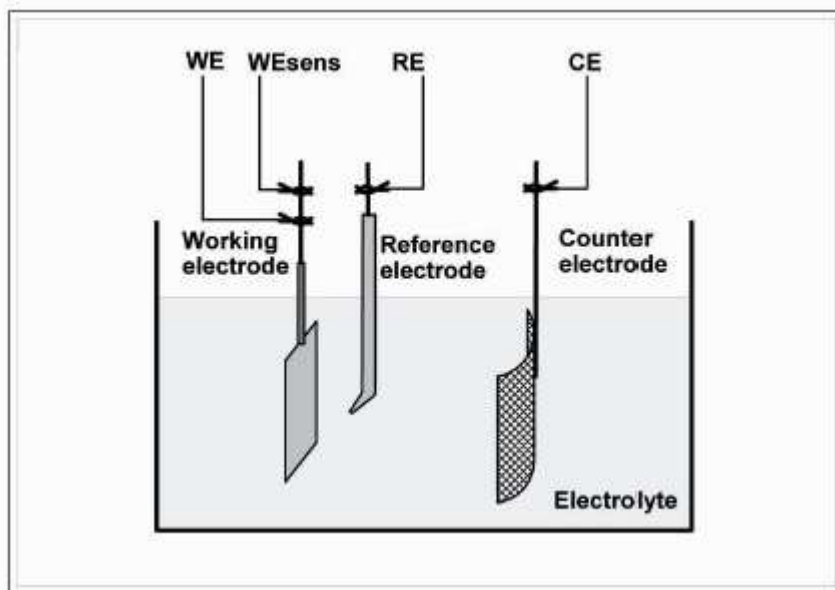 WE WEsens RE CE
Working
electrode
Reference
electrode
Counter
electrode
Electrolyte